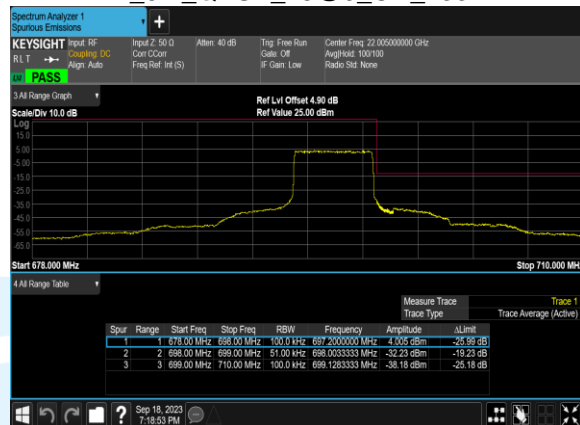 Spectrum Analyzer 1
Spurious Emissions
KEYSIGHT Input: RF Input Z: 50 Ω Atten: 40 dB Trig: Free Run Center Freq: 22.005000000 GHz
Coupling: DC Corr CCorr Gate: Off AvgHold: 100/100
RLT Align: Auto Freq Ref: Int (S) IF Gain: Low Radio Std: None
PASS
3 All Range Graph
Ref Lvl Offset 4.90 dB
Scale/Div 10.0 dB Ref Value 25.00 dBm
Log
15.0
5.00
-5.00
-15.0
-25.0
-35.0
-45.0
-55.0
-65.0
Start 678.000 MHz Stop 710.000 MH
4 All Range Table
Measure Trace Trace 1
Trace Type Trace Average (Active)
Spur Range Start Freq Stop Freq RBW Frequency Amplitude ΔLimit
1 1 678.00 MHz 698.00 MHz 100.0 kHz 697.2000000 MHz 4.005 dBm -25.99 dB
2 2 698.00 MHz 699.00 MHz 51.00 kHz 698.0033333 MHz -32.23 dBm -19.23 dB
3 3 699.00 MHz 710.00 MHz 100.0 kHz 699.1283333 MHz -38.18 dBm -25.18 dB
? Sep 18, 2023
7:18:53 PM